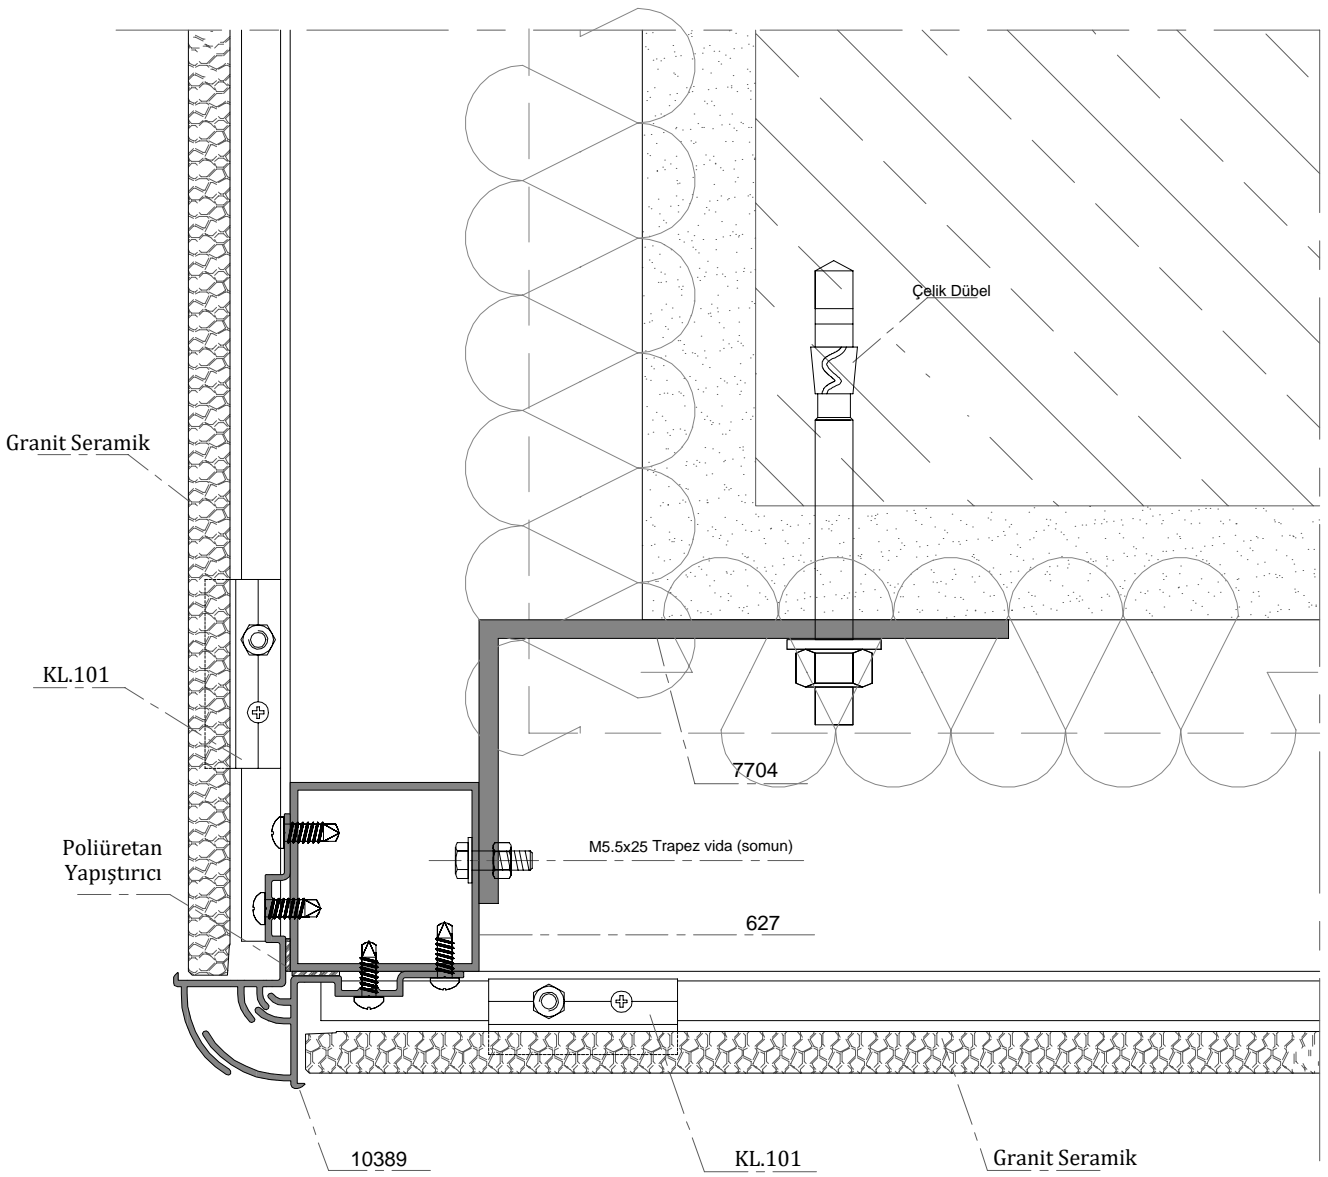 Çelik Dübel
Granit Seramik
KL.101
7704
Poliüretan
Yapıştırıcı
M5.5x25 Trapez vida (somun)
627
10389
KL.101
Granit Seramik